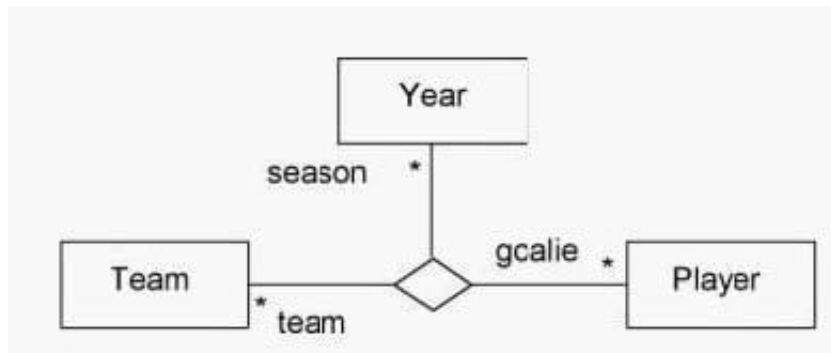 Year
season *
gcalie *
Team
Player
* team